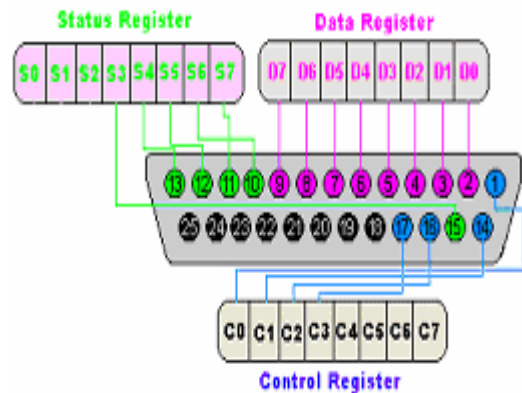 Status Register Data Register
S0 S1 S2 S3 S4 S5 S6 S7 D7 D6 D5 D4 D3 D2 D1 D0
13 12 11 10 9 8 7 6 5 4 3 2 1
25 24 23 22 21 20 19 18 17 16 15 14
C0 C1 C2 C3 C4 C5 C6 C7
Control Register